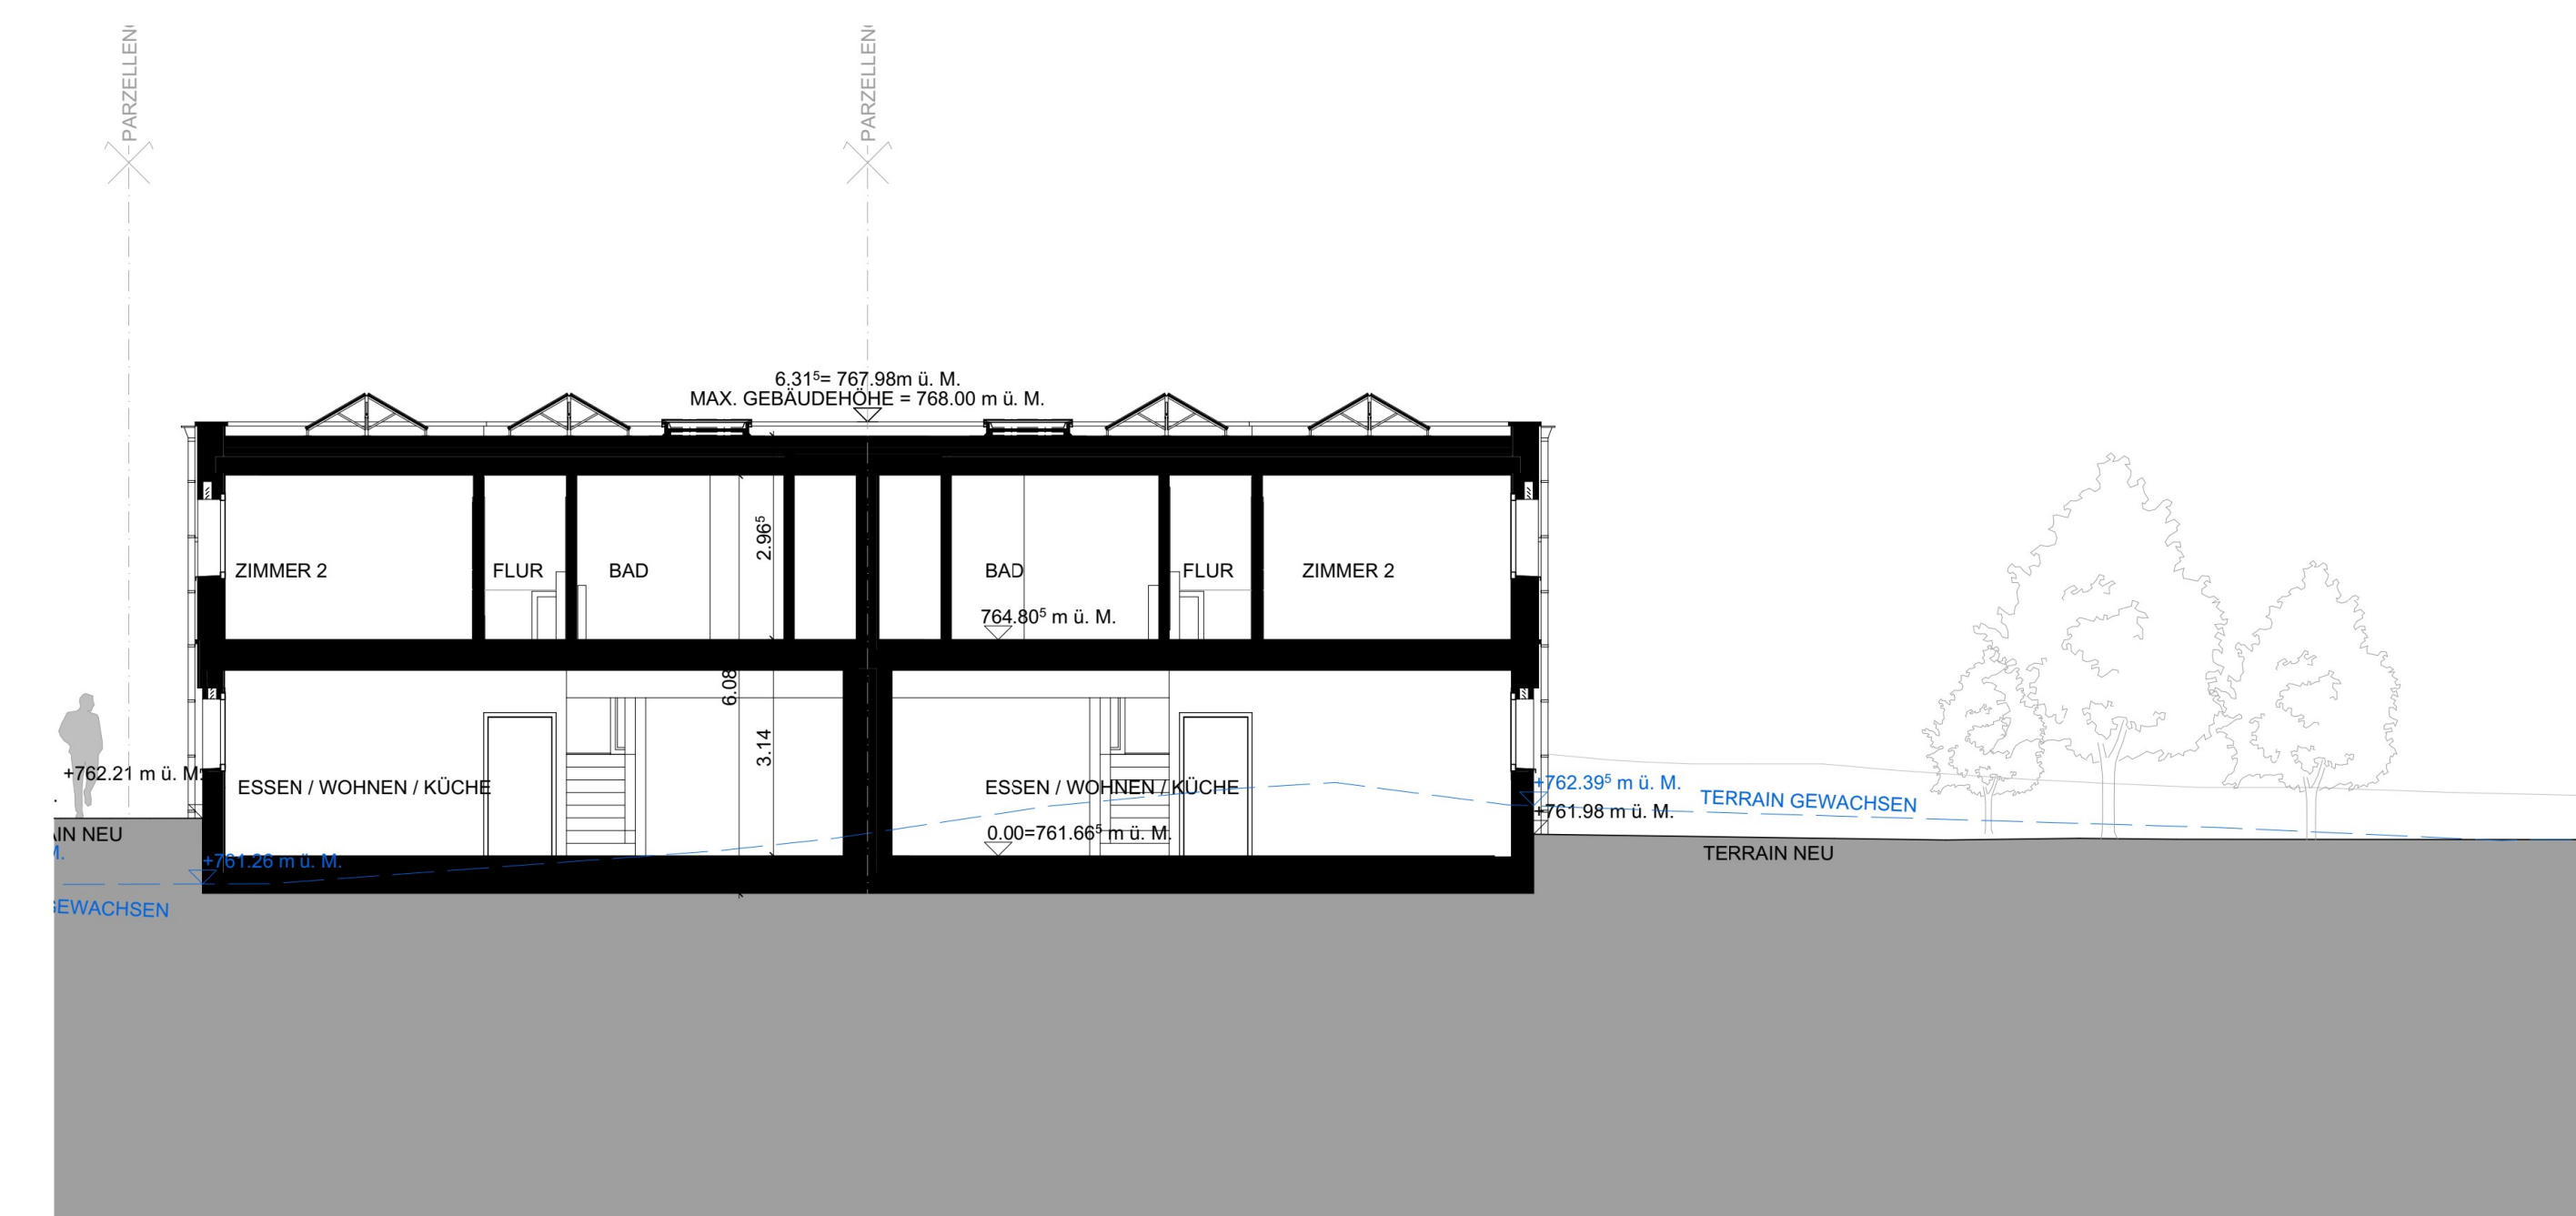 PARZELLEN
PARZELLEN
6.31⁵= 767.98m ü. M.
MAX. GEBÄUDEHÖHE = 768.00 m ü. M.
2.96⁵
ZIMMER 2
FLUR
BAD
BAD
FLUR
ZIMMER 2
764.80⁵ m ü. M.
6.08
3.14
+762.21 m ü. M.
ESSEN / WOHNEN / KÜCHE
ESSEN / WOHNEN / KÜCHE
+762.39⁵ m ü. M.
TERRAIN GEWACHSEN
+761.98 m ü. M.
IN NEU
0.00=761.66⁵ m ü. M.
M.
+761.26 m ü. M.
TERRAIN NEU
GEWACHSEN